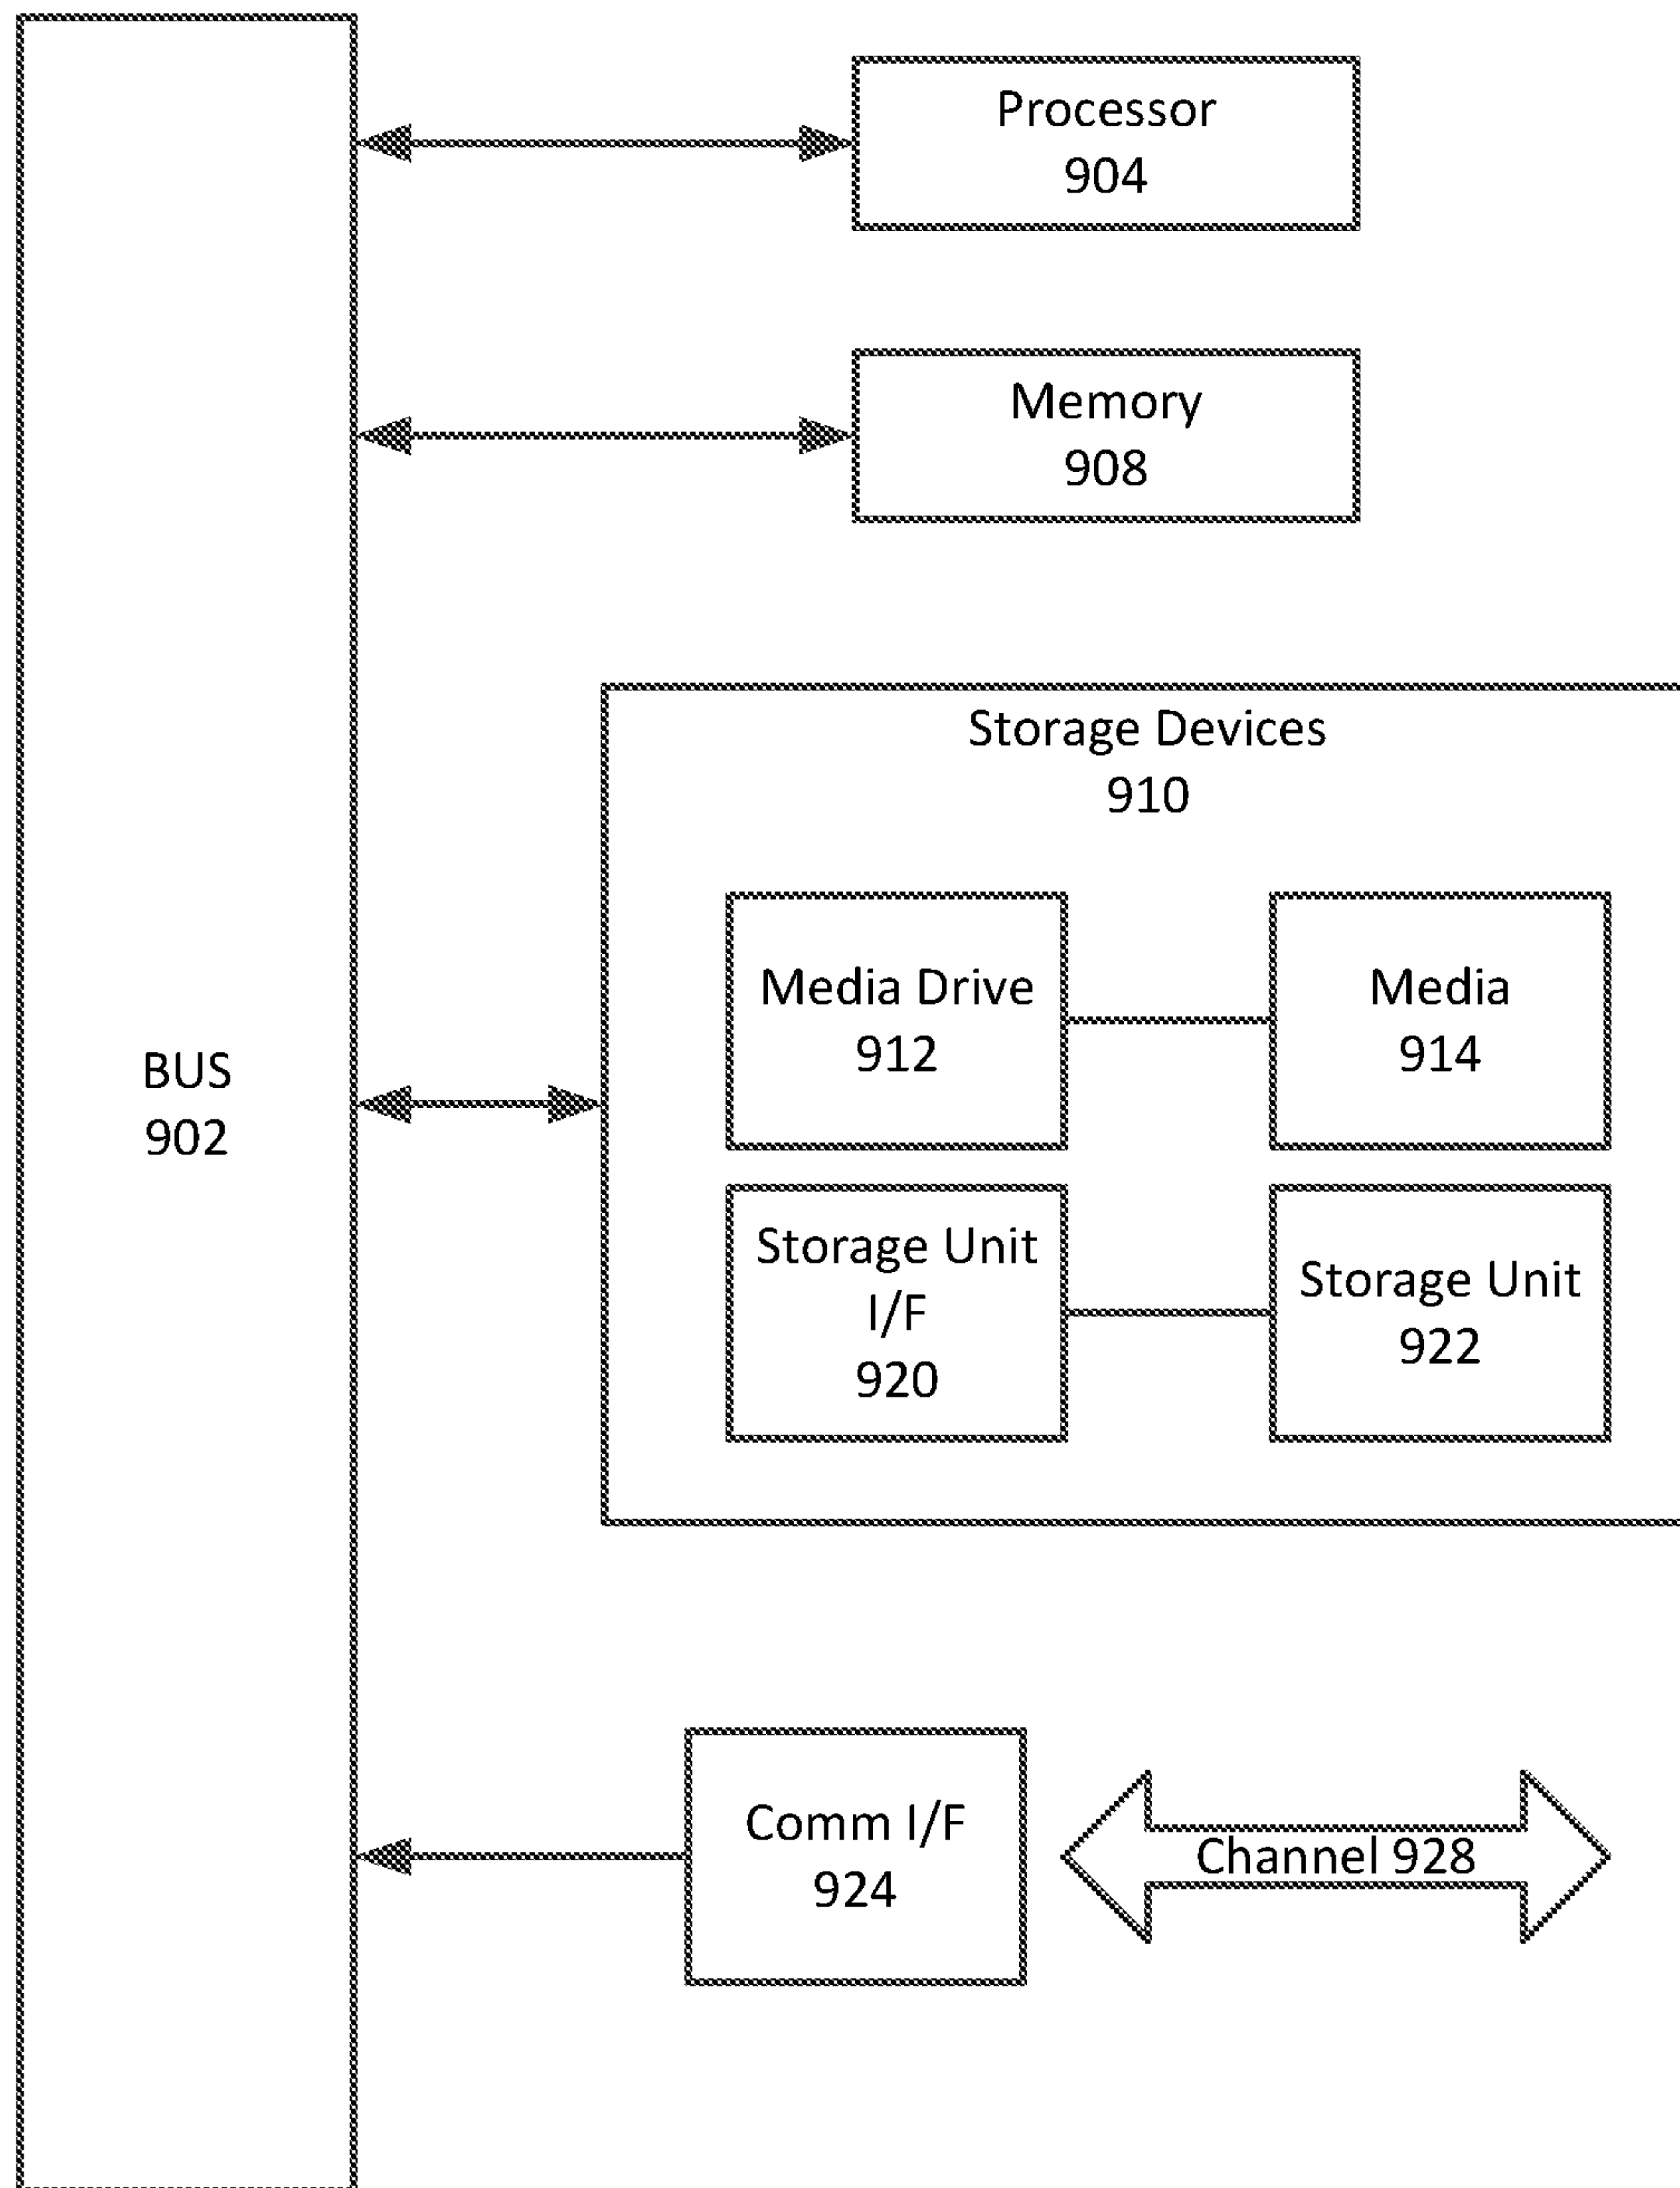 Processor
904
Memory
908
Storage Devices
910
Media Drive
912
Media
914
BUS
902
Storage Unit
I/F
920
Storage Unit
922
Comm I/F
924
Channel 928